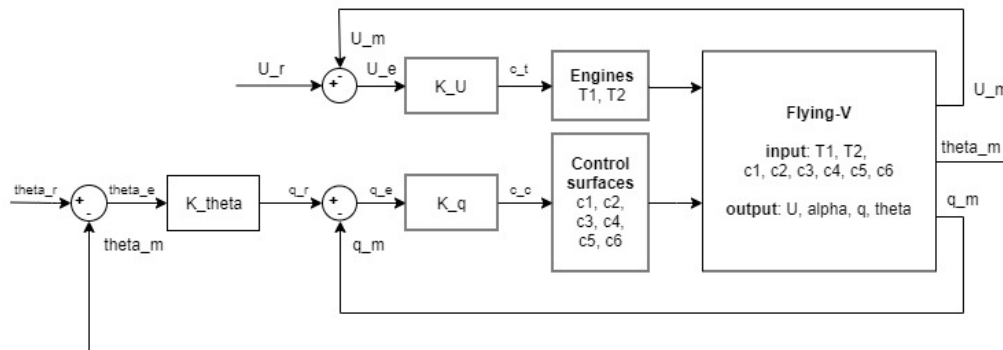 U_m
U_r
+
-
U_e
K_U
c_t
Engines
T1, T2
Flying-V
input: T1, T2,
c1, c2, c3, c4, c5, c6
output: U, alpha, q, theta
U_m
theta_m
q_m
theta_r
+
-
theta_e
theta_m
K_theta
q_r
+
-
q_e
q_m
K_q
c_c
Control
surfaces
c1, c2,
c3, c4,
c5, c6